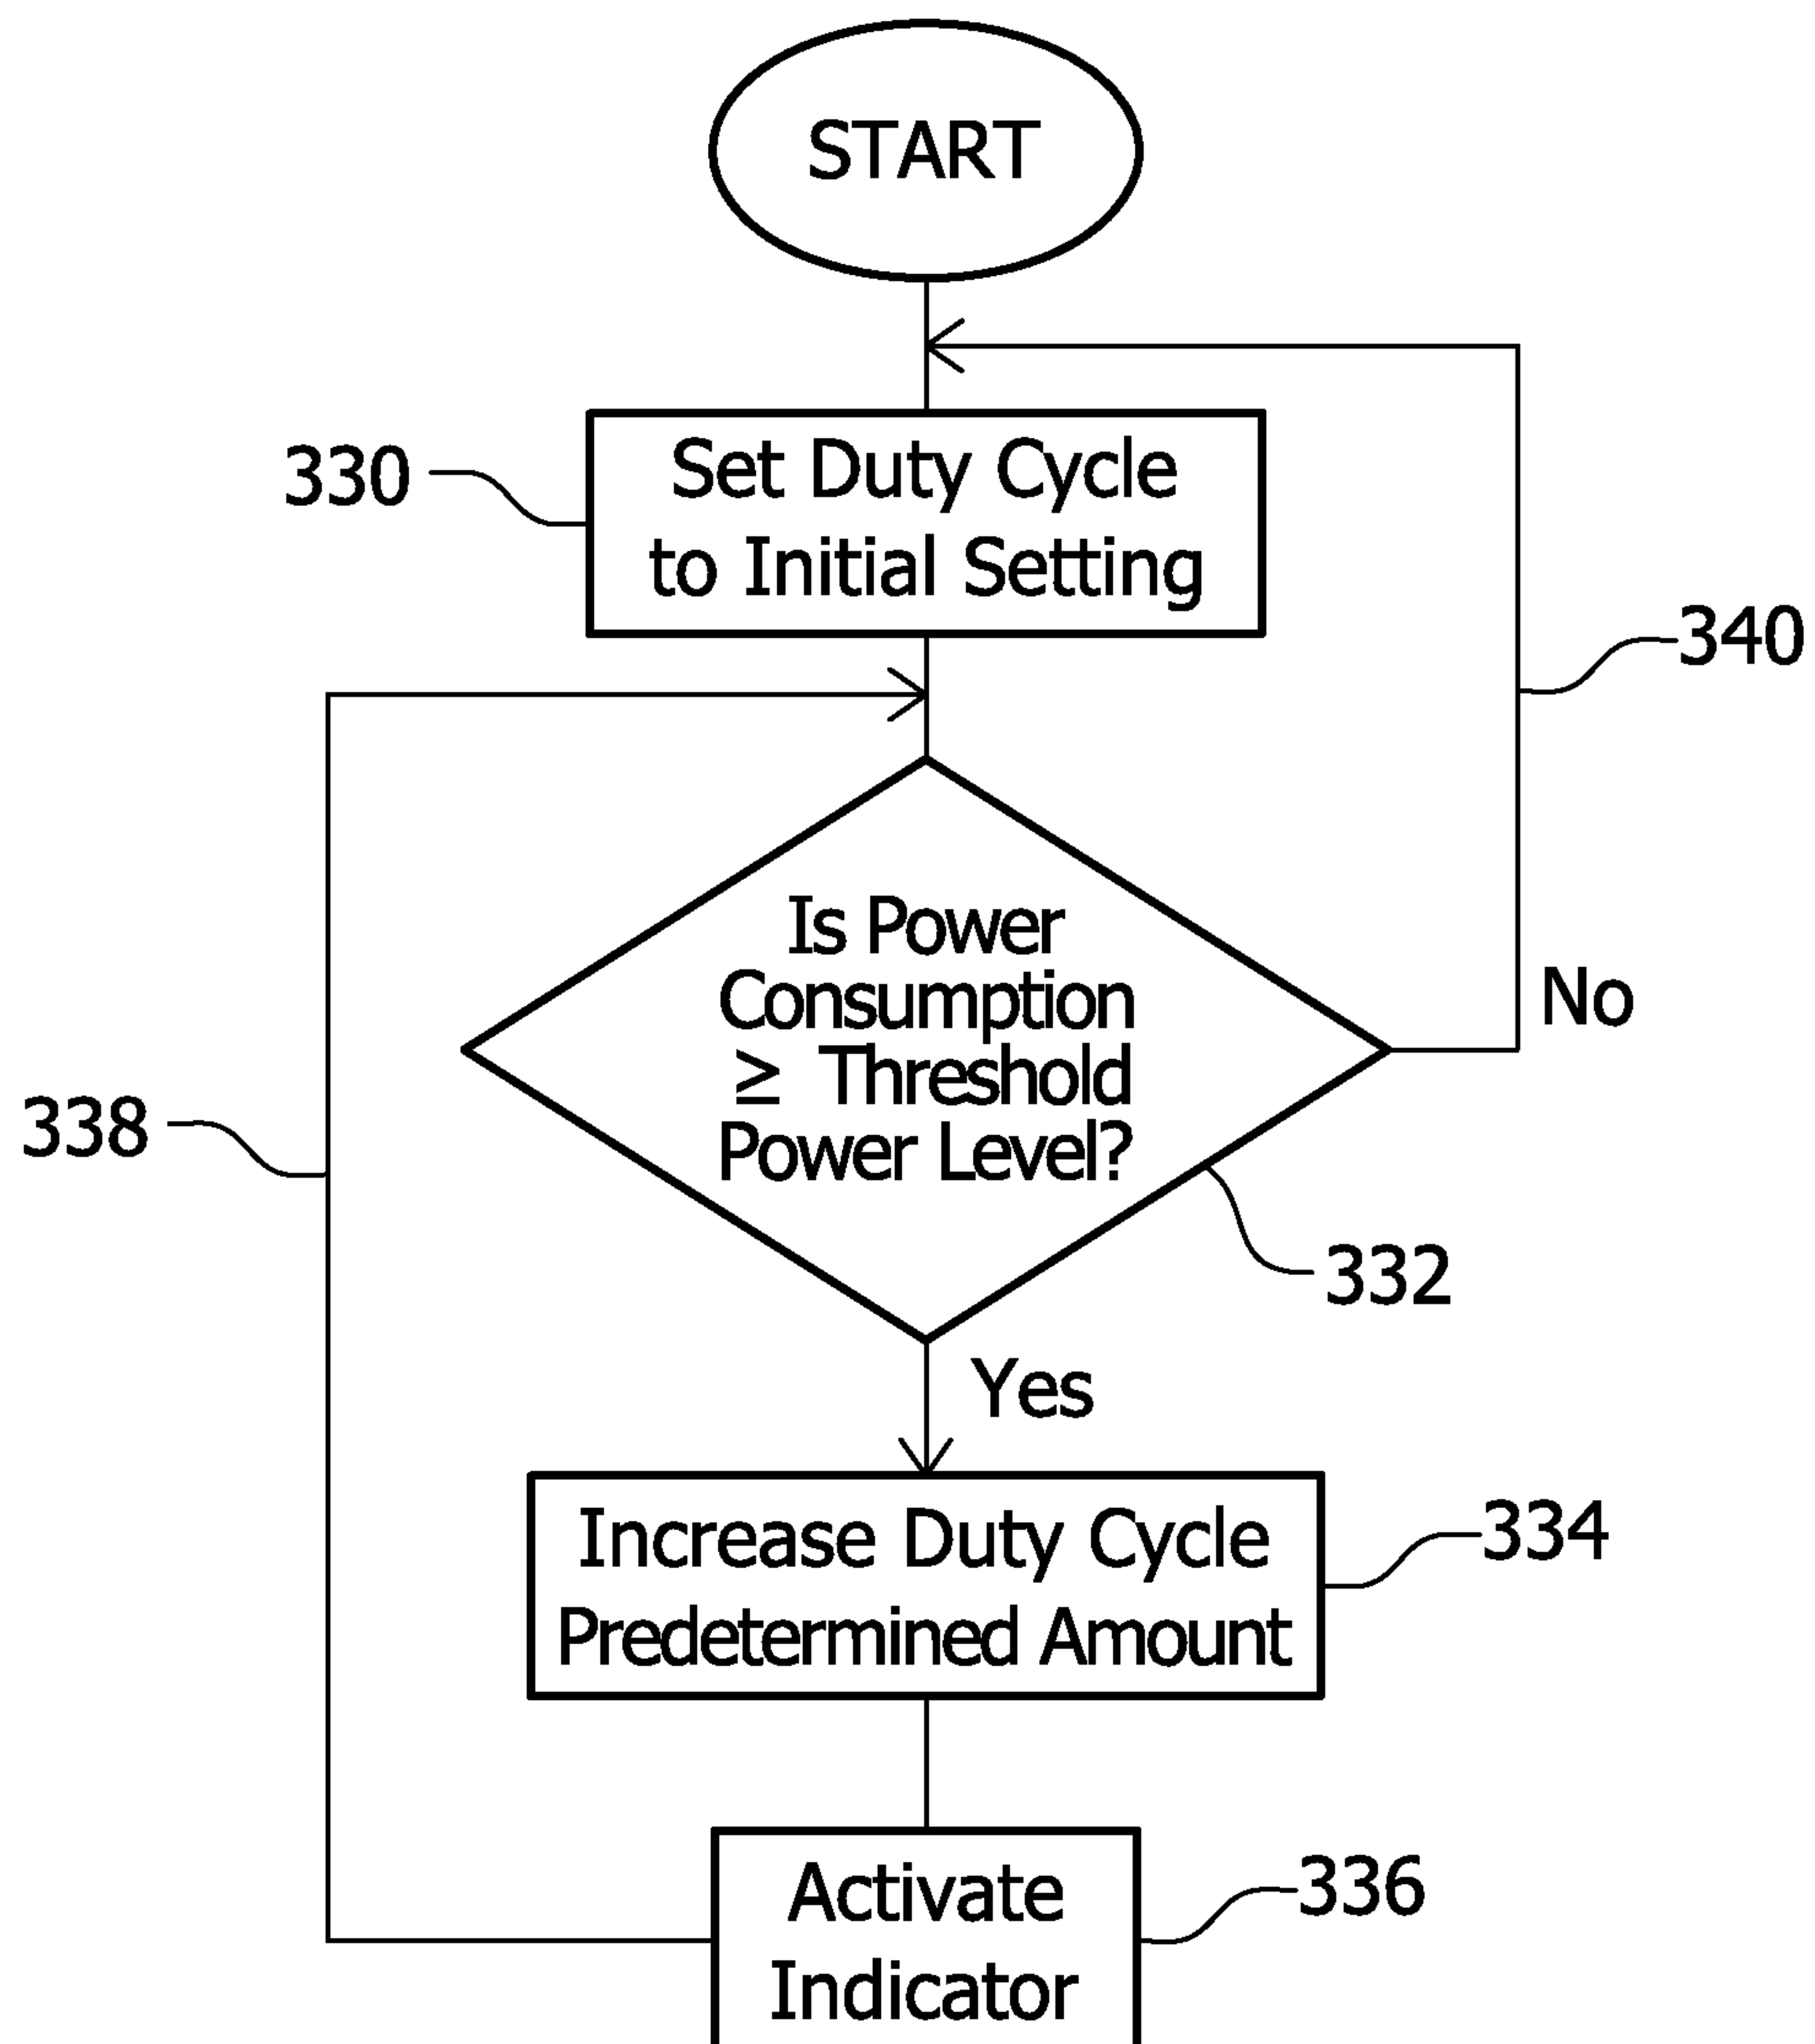 START
330
Set Duty Cycle
to Initial Setting
340
Is Power
Consumption
≥ Threshold
Power Level?
No
338
332
Yes
Increase Duty Cycle
Predetermined Amount
334
Activate
Indicator
336